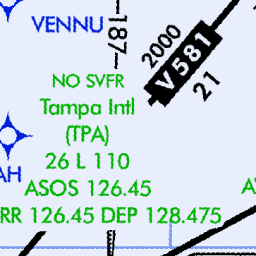 VENNU
187
2000
V581
21
NO SVFR
Tampa Intl
(TPA)
26 L 110
ASOS 126.45
RR 126.45 DEP 128.475
AH